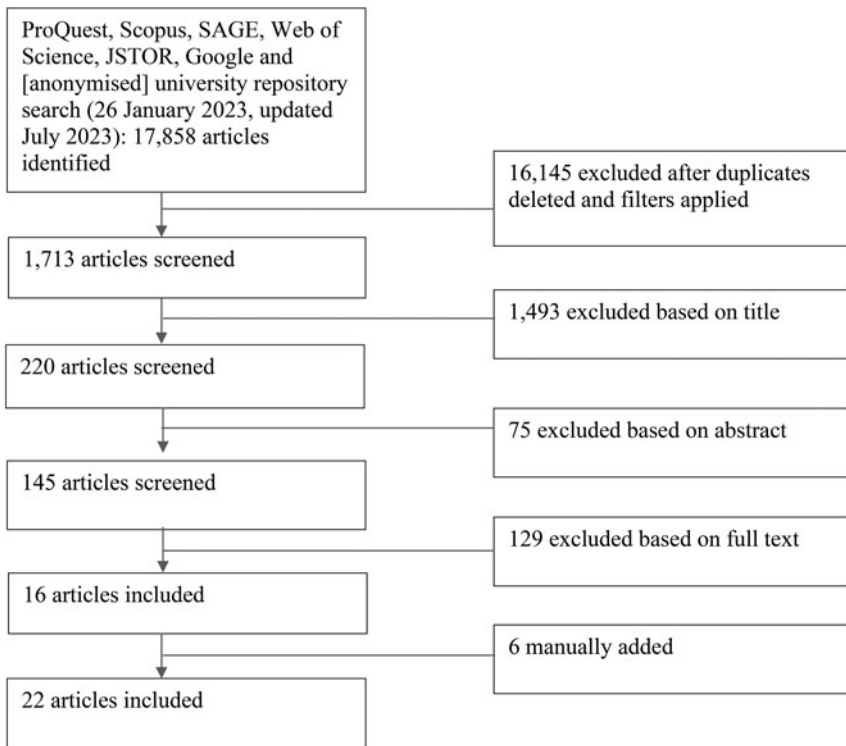 ProQuest, Scopus, SAGE, Web of
Science, JSTOR, Google and
[anonymised] university repository
search (26 January 2023, updated
July 2023): 17,858 articles
identified
16,145 excluded after duplicates
deleted and filters applied
1,713 articles screened
1,493 excluded based on title
220 articles screened
75 excluded based on abstract
145 articles screened
129 excluded based on full text
16 articles included
6 manually added
22 articles included